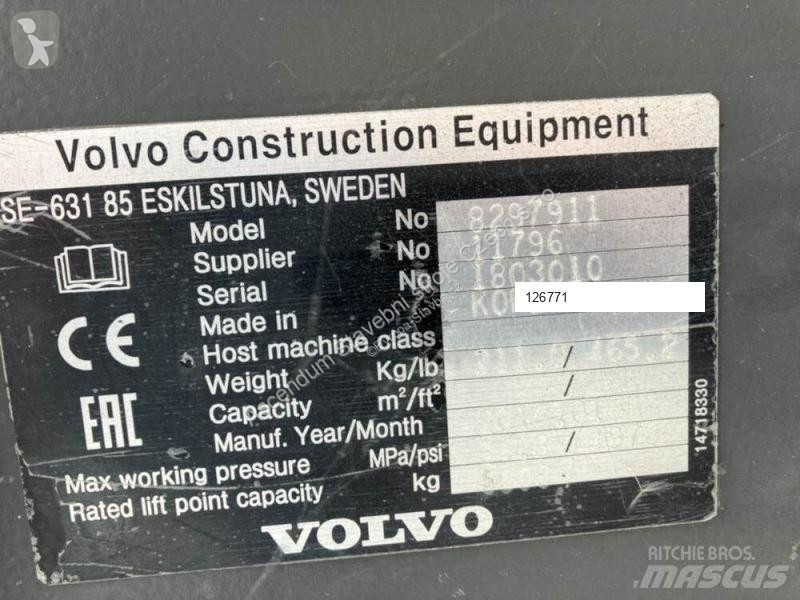 Volvo Construction Equipment
SE-631 85 ESKILSTUNA, SWEDEN
Model No 8297911
Supplier No 11796
Serial No 1803010
Made in
126771
Host machine class
Weight Kg/lb / 465.2
Capacity m²/ft² /
Manuf. Year/Month
Max working pressure MPa/psi /
Rated lift point capacity kg
VOLVO
CE
EAC
14718330
RITCHIE BROS.
MASCUS